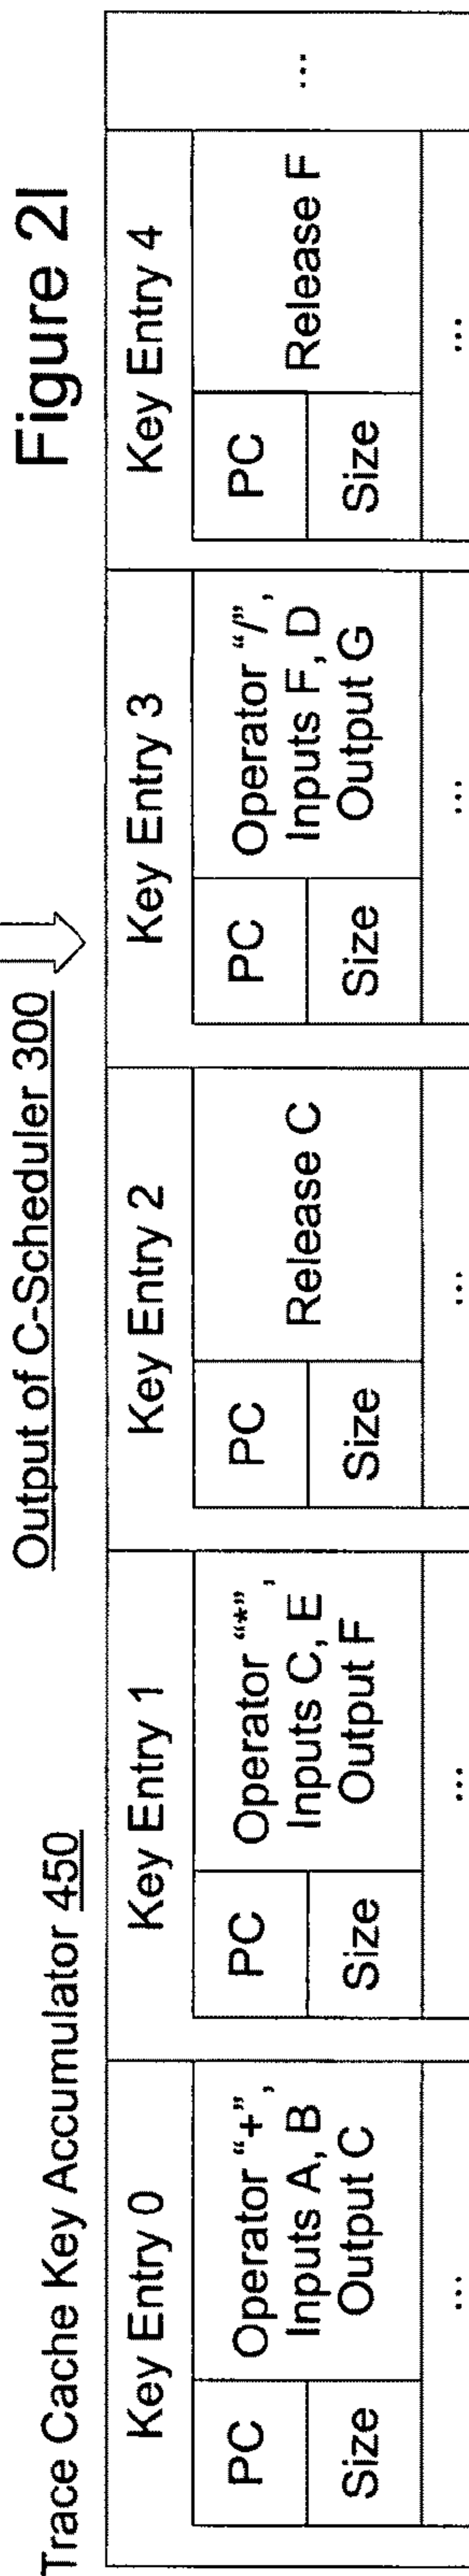 Figure 2I
Output of C-Scheduler 300
Trace Cache Key Accumulator 450
Key Entry 0
PC
Size
Operator “+”,
Inputs A, B
Output C
...
Key Entry 1
PC
Size
Operator “*”,
Inputs C, E
Output F
...
Key Entry 2
PC
Size
Release C
...
Key Entry 3
PC
Size
Operator “/”,
Inputs F, D
Output G
...
Key Entry 4
PC
Size
Release F
...
...